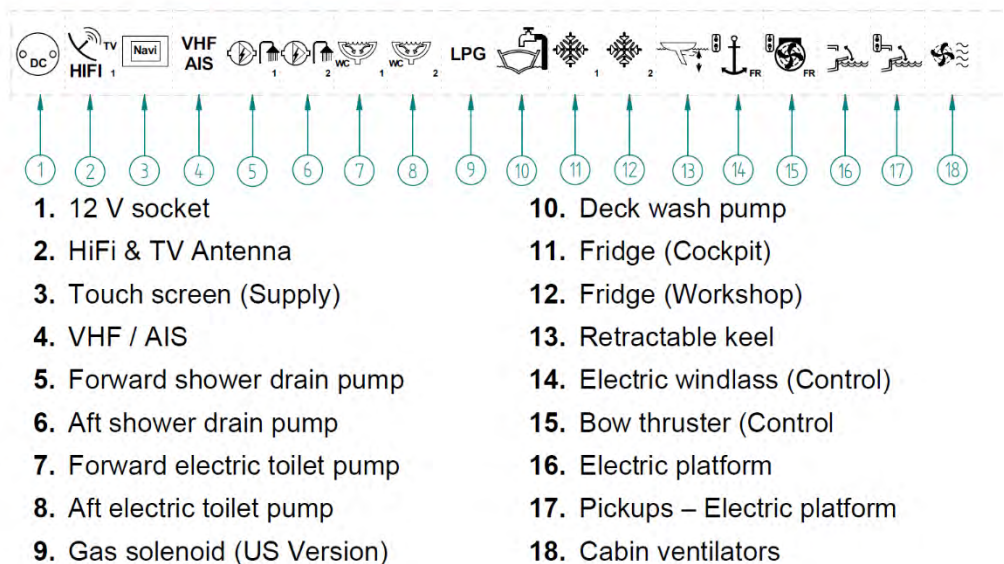 DC
TV
HIFI 1
Navi
VHF
AIS
1
2
WC 1
WC 2
LPG
1
2
FR
FR
1 2 3 4 5 6 7 8 9 10 11 12 13 14 15 16 17 18
1. 12 V socket
2. HiFi & TV Antenna
3. Touch screen (Supply)
4. VHF / AIS
5. Forward shower drain pump
6. Aft shower drain pump
7. Forward electric toilet pump
8. Aft electric toilet pump
9. Gas solenoid (US Version)
10. Deck wash pump
11. Fridge (Cockpit)
12. Fridge (Workshop)
13. Retractable keel
14. Electric windlass (Control)
15. Bow thruster (Control
16. Electric platform
17. Pickups – Electric platform
18. Cabin ventilators